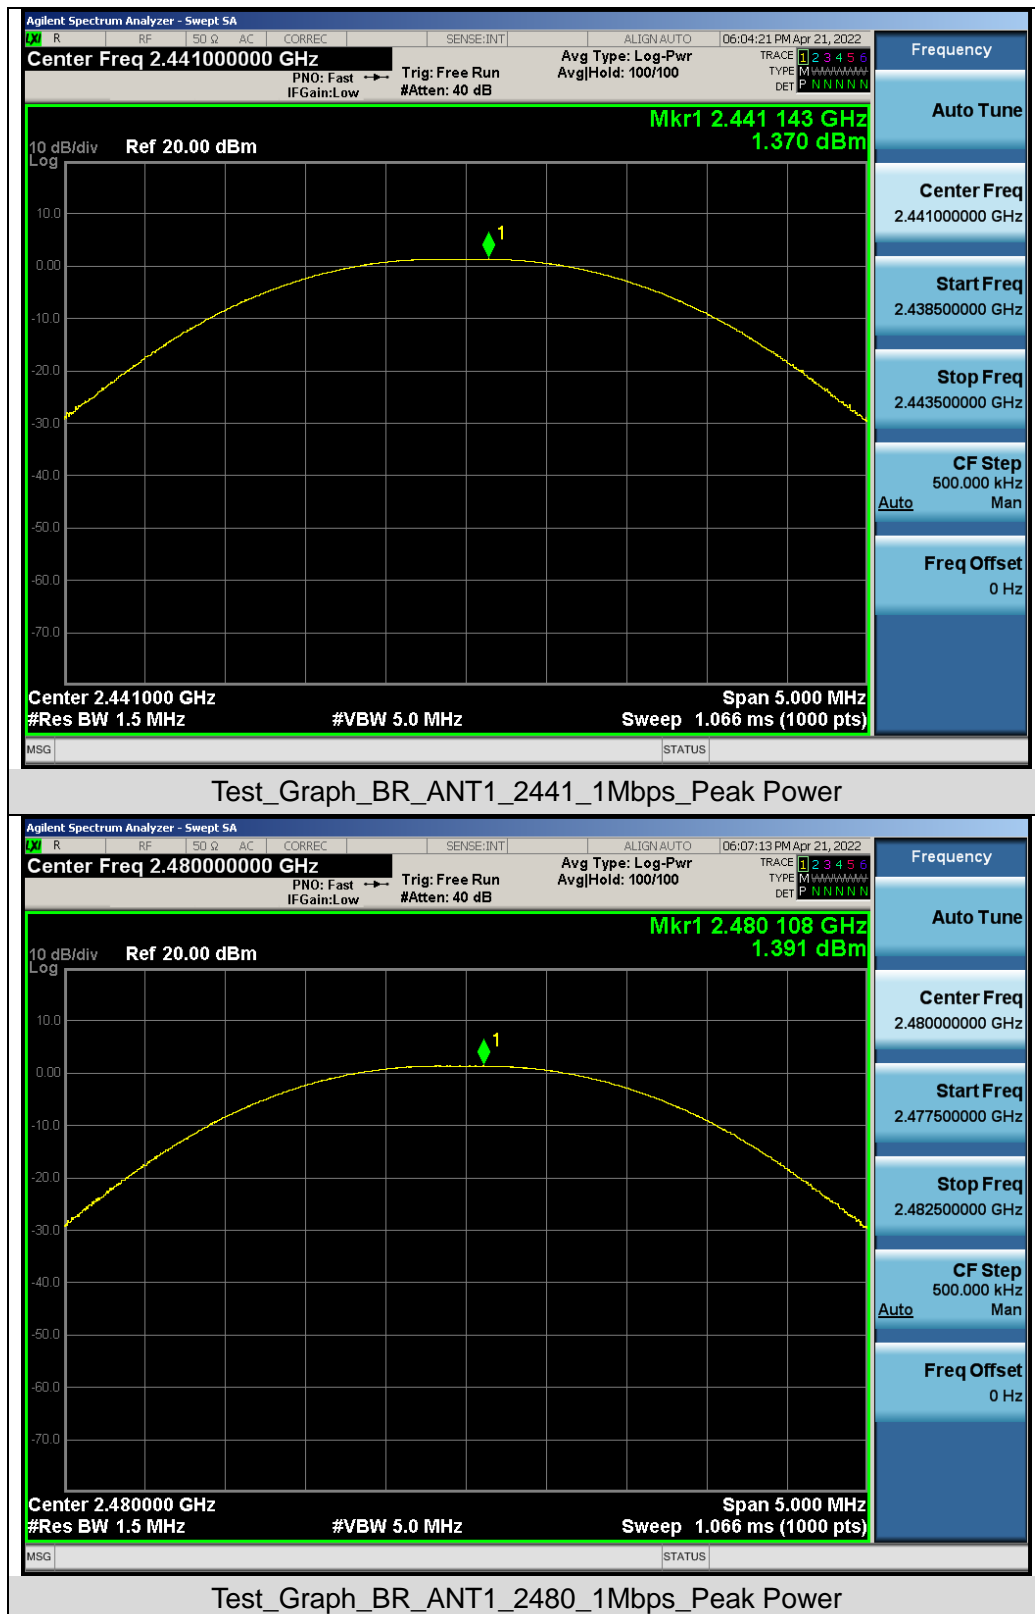 Agilent Spectrum Analyzer - Swept SA
LXI R RF 50 Ω AC CORREC SENSE:INT ALIGN AUTO 06:04:21 PM Apr 21, 2022
Center Freq 2.441000000 GHz
PNO: Fast
IFGain:Low
Trig: Free Run
#Atten: 40 dB
Avg Type: Log-Pwr
Avg|Hold: 100/100
TRACE 1 2 3 4 5 6
TYPE M WWWWW
DET P N N N N N
Frequency
Auto Tune
Center Freq
2.441000000 GHz
Start Freq
2.438500000 GHz
Stop Freq
2.443500000 GHz
CF Step
500.000 kHz
Auto Man
Freq Offset
0 Hz
Mkr1 2.441 143 GHz
1.370 dBm
10 dB/div Ref 20.00 dBm
Log
10.0
0.00
-10.0
-20.0
-30.0
-40.0
-50.0
-60.0
-70.0
1
Center 2.441000 GHz Span 5.000 MHz
#Res BW 1.5 MHz #VBW 5.0 MHz Sweep 1.066 ms (1000 pts)
MSG STATUS
Test_Graph_BR_ANT1_2441_1Mbps_Peak Power
Agilent Spectrum Analyzer - Swept SA
LXI R RF 50 Ω AC CORREC SENSE:INT ALIGN AUTO 06:07:13 PM Apr 21, 2022
Center Freq 2.480000000 GHz
PNO: Fast
IFGain:Low
Trig: Free Run
#Atten: 40 dB
Avg Type: Log-Pwr
Avg|Hold: 100/100
TRACE 1 2 3 4 5 6
TYPE M WWWWW
DET P N N N N N
Frequency
Auto Tune
Center Freq
2.480000000 GHz
Start Freq
2.477500000 GHz
Stop Freq
2.482500000 GHz
CF Step
500.000 kHz
Auto Man
Freq Offset
0 Hz
Mkr1 2.480 108 GHz
1.391 dBm
10 dB/div Ref 20.00 dBm
Log
10.0
0.00
-10.0
-20.0
-30.0
-40.0
-50.0
-60.0
-70.0
1
Center 2.480000 GHz Span 5.000 MHz
#Res BW 1.5 MHz #VBW 5.0 MHz Sweep 1.066 ms (1000 pts)
MSG STATUS
Test_Graph_BR_ANT1_2480_1Mbps_Peak Power